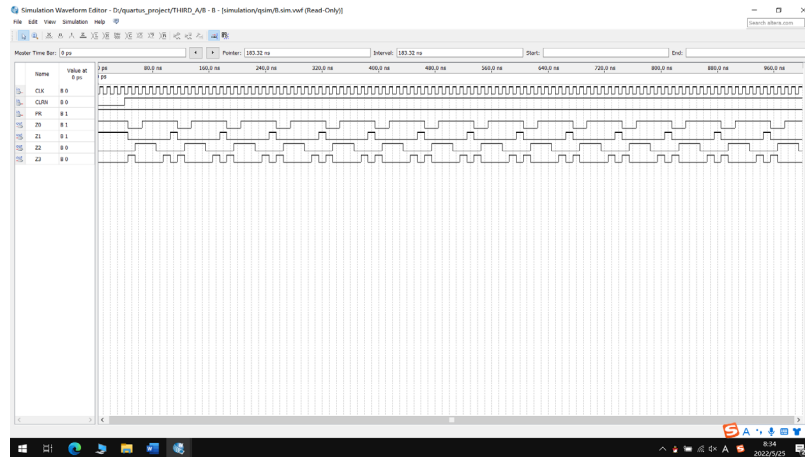 Simulation Waveform Editor - D:/quartus_project/THIRD_A/B - B - [simulation/qsim/B.sim.vwf (Read-Only)]
File Edit View Simulation Help
Search altera.com
Master Time Bar: 0 ps Pointer: 183.32 ns Interval: 183.32 ns Start: End:
Name Value at 0 ps
0 ps 80.0 ns 160.0 ns 240.0 ns 320.0 ns 400.0 ns 480.0 ns 560.0 ns 640.0 ns 720.0 ns 800.0 ns 880.0 ns 960.0 ns
0 ps
CLK B 0
CLRN B 0
PR B 1
Z0 B 1
Z1 B 1
Z2 B 0
Z3 B 0
8:34
2022/5/25